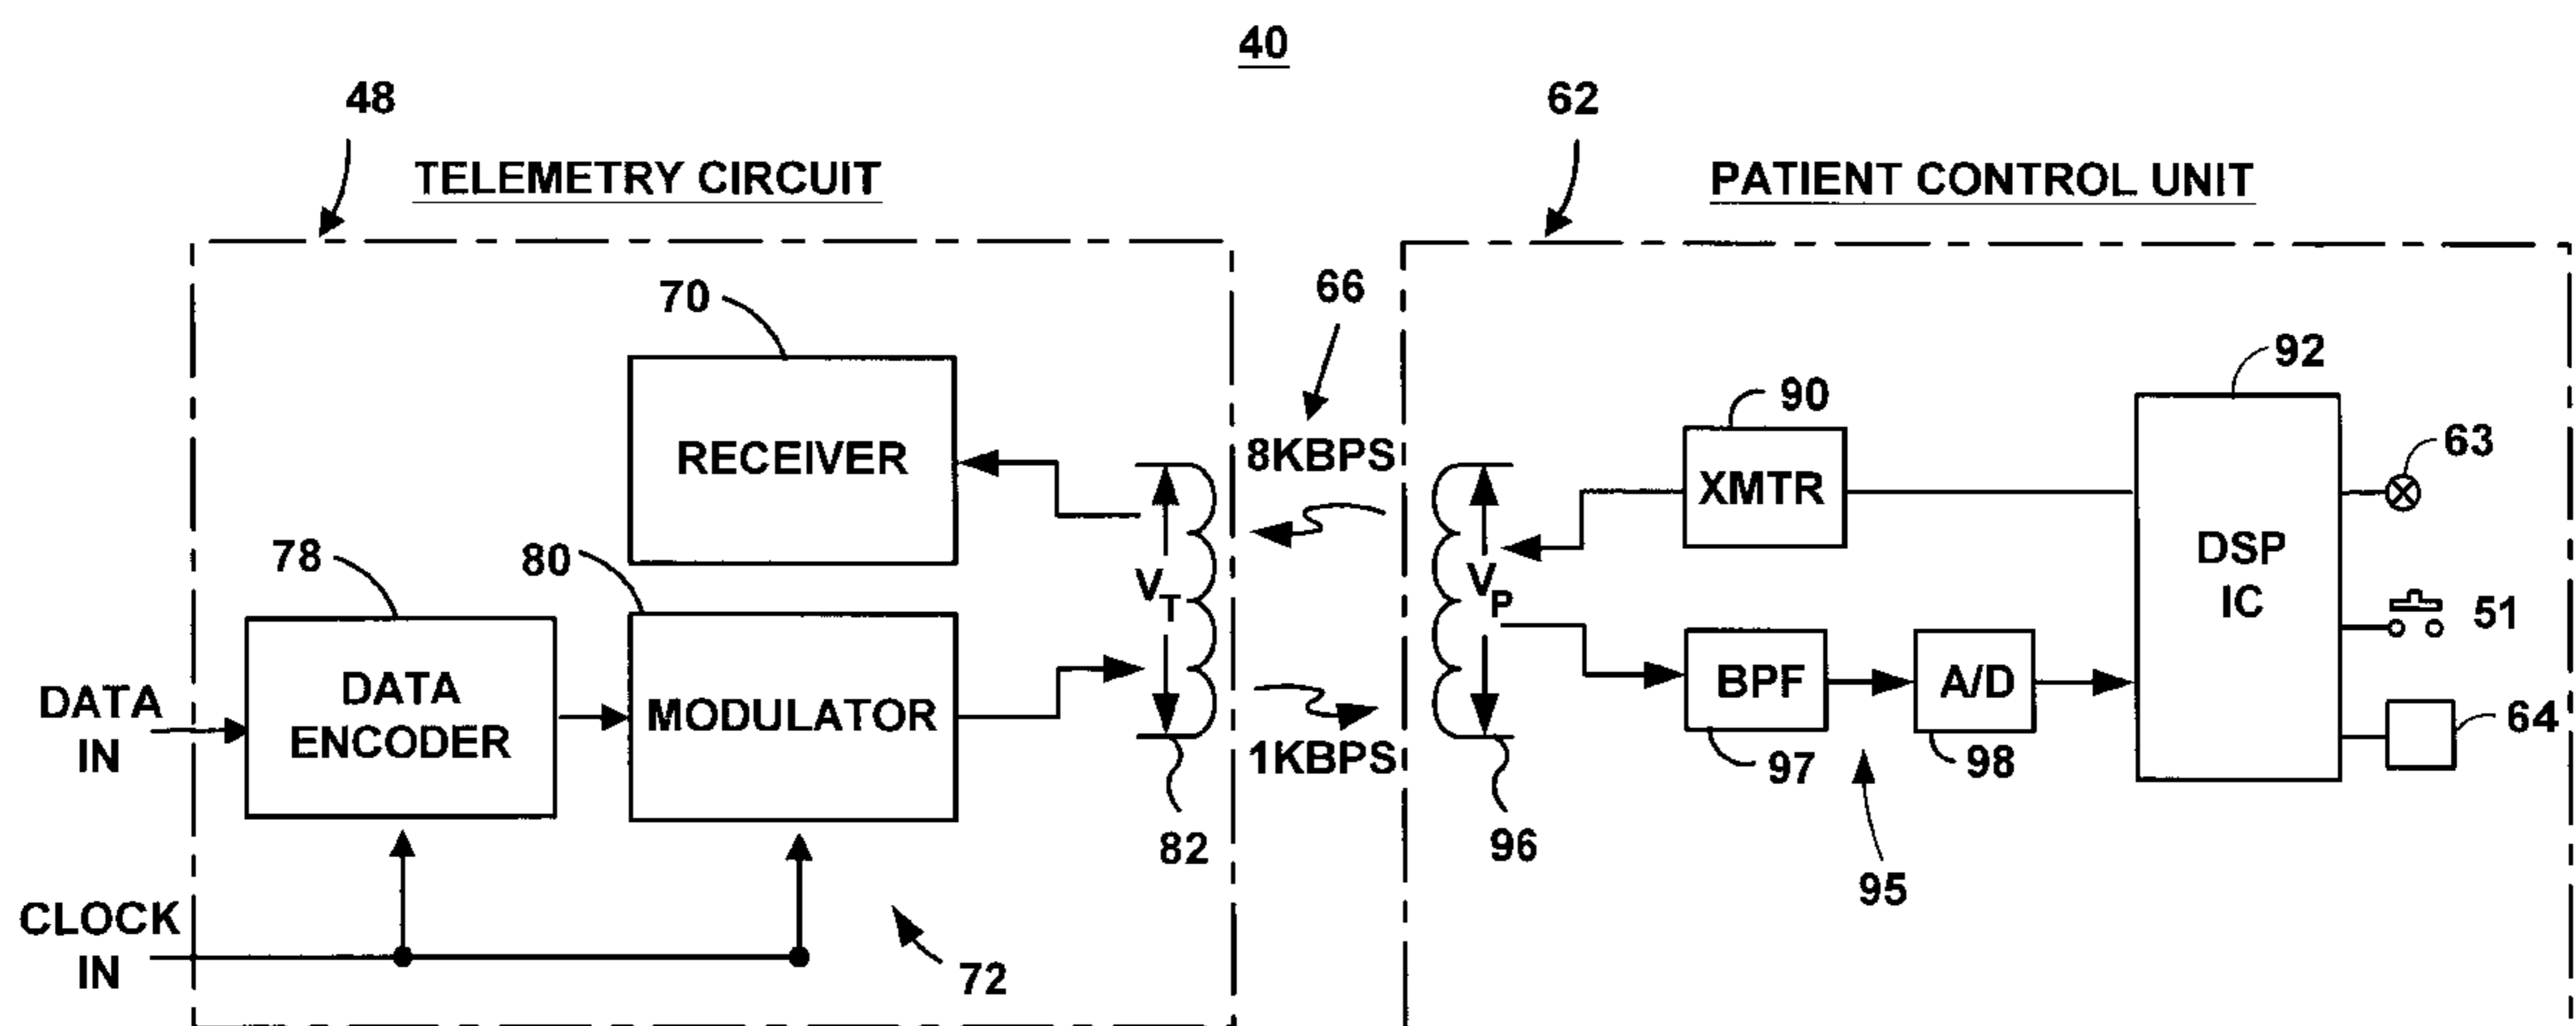 40
48
62
TELEMETRY CIRCUIT
PATIENT CONTROL UNIT
70
66
92
90
63
RECEIVER
8KBPS
XMTR
DSP
IC
78
80
VT
VP
51
DATA
IN
DATA
ENCODER
MODULATOR
BPF
A/D
64
1KBPS
97
98
82
96
95
CLOCK
IN
72